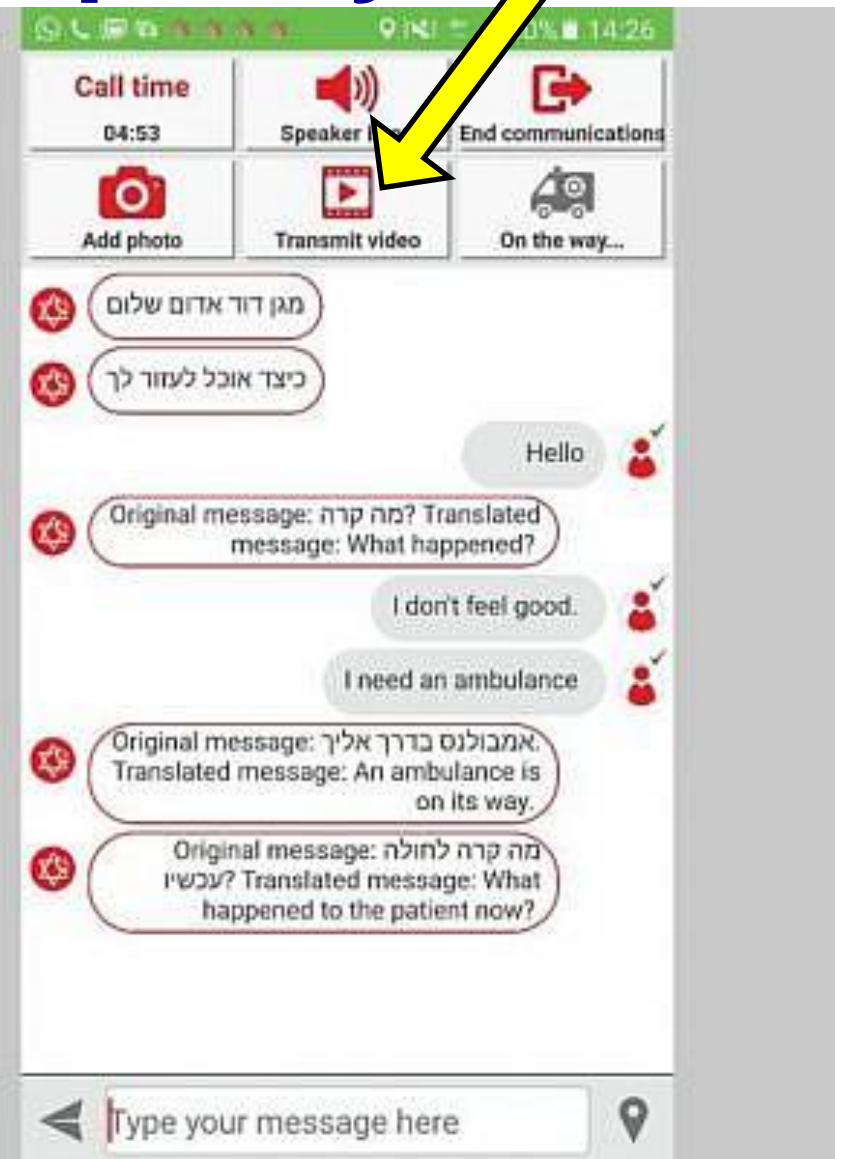 14:26
Call time
04:53
Speaker
End communications
Add photo
Transmit video
On the way...
מגן דוד אדום שלום
כיצד אוכל לעזור לך
Hello
Original message: מה קרה? Translated
message: What happened?
I don't feel good.
I need an ambulance
Original message: אמבולנס בדרך אליך.
Translated message: An ambulance is
on its way.
Original message: מה קרה לחולה
עכשיו? Translated message: What
happened to the patient now?
Type your message here